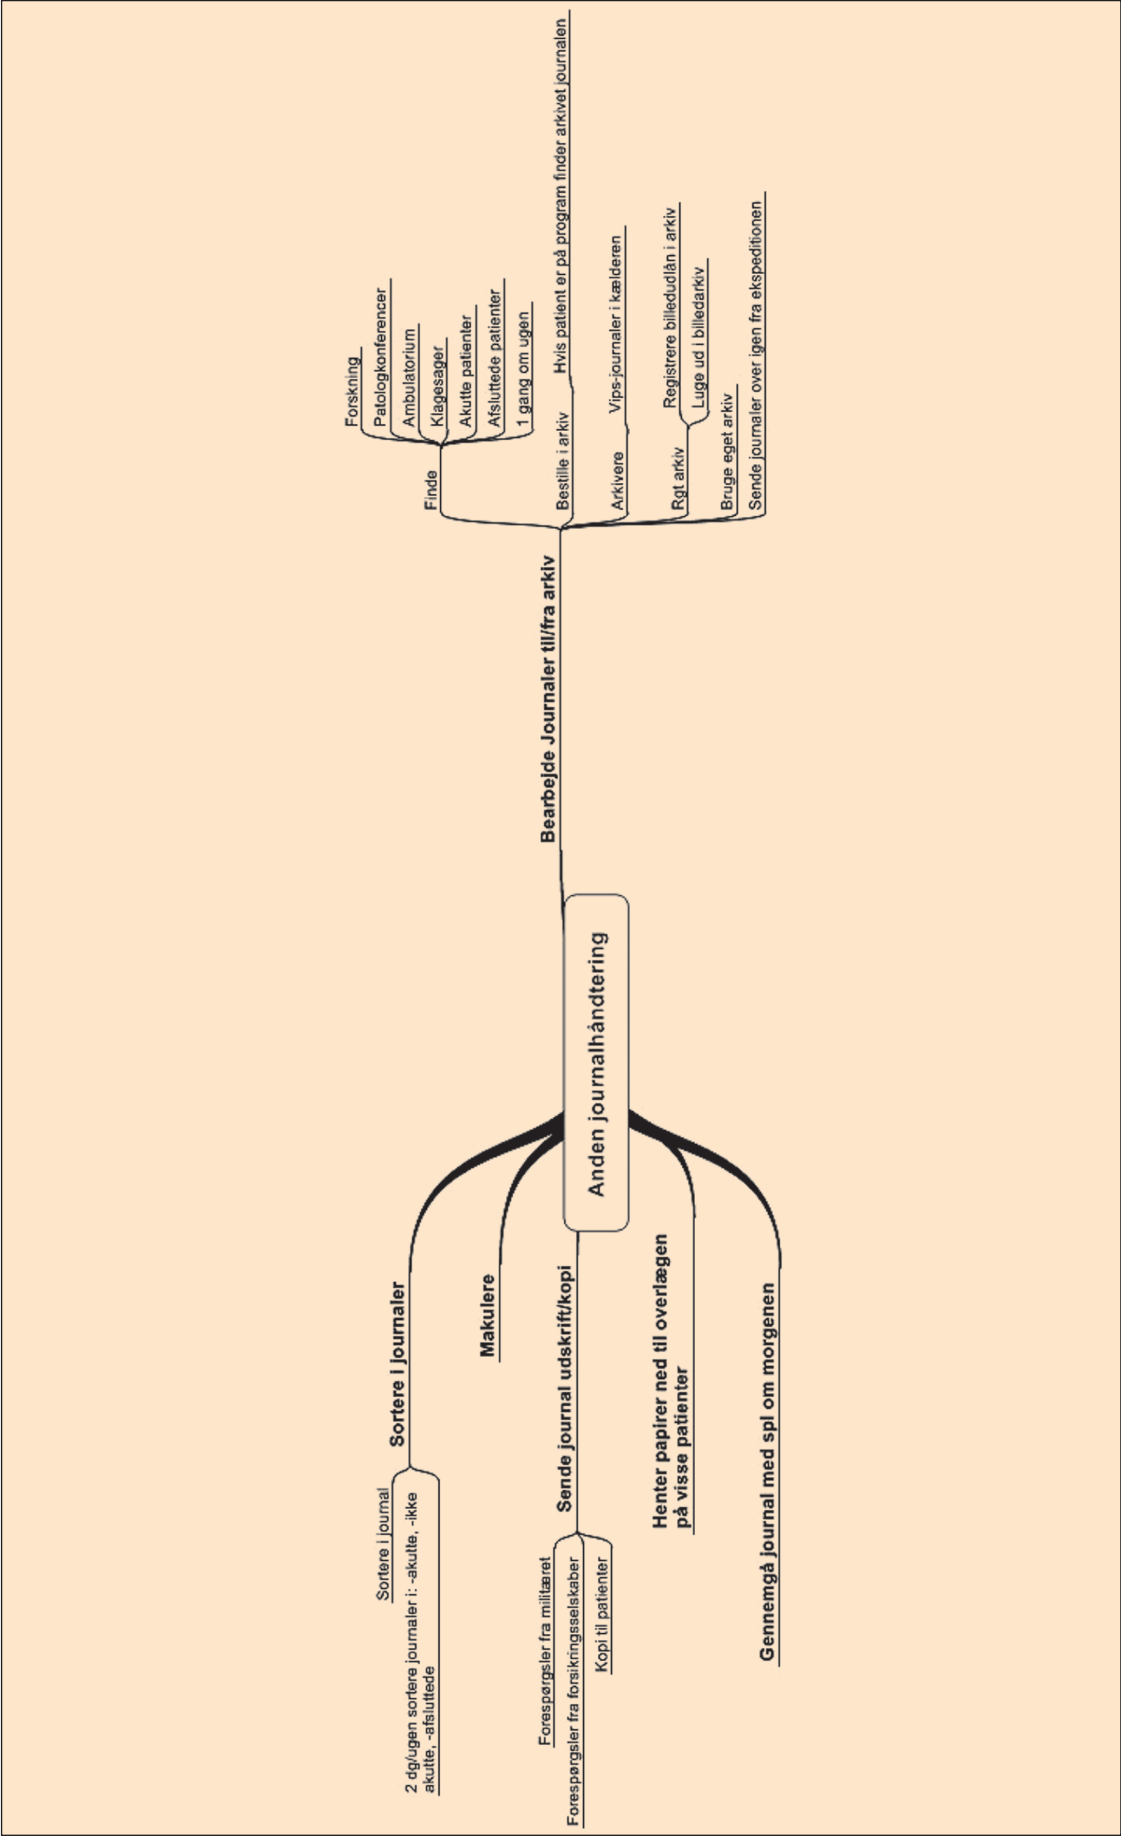 Anden journalhåndtering
Sortere i journaler
Sortere i journal
2 dg/ugen sortere journaler i: -akutte, -ikke
akutte, -afsluttede
Makulere
Sende journal udskrift/kopi
Forespørgsler fra militæret
Forespørgsler fra forsikringsselskaber
Kopi til patienter
Henter papirer ned til overlægen
på visse patienter
Gennemgå journal med spl om morgenen
Bearbejde Journaler til/fra arkiv
Finde
Forskning
Patologkonferencer
Ambulatorium
Klagesager
Akutte patienter
Afsluttede patienter
1 gang om ugen
Bestille i arkiv
Hvis patient er på program finder arkivet journalen
Arkivere
Vips-journaler i kælderen
Rgt arkiv
Registrere billedudlån i arkiv
Luge ud i billedarkiv
Bruge eget arkiv
Sende journaler over igen fra ekspeditionen